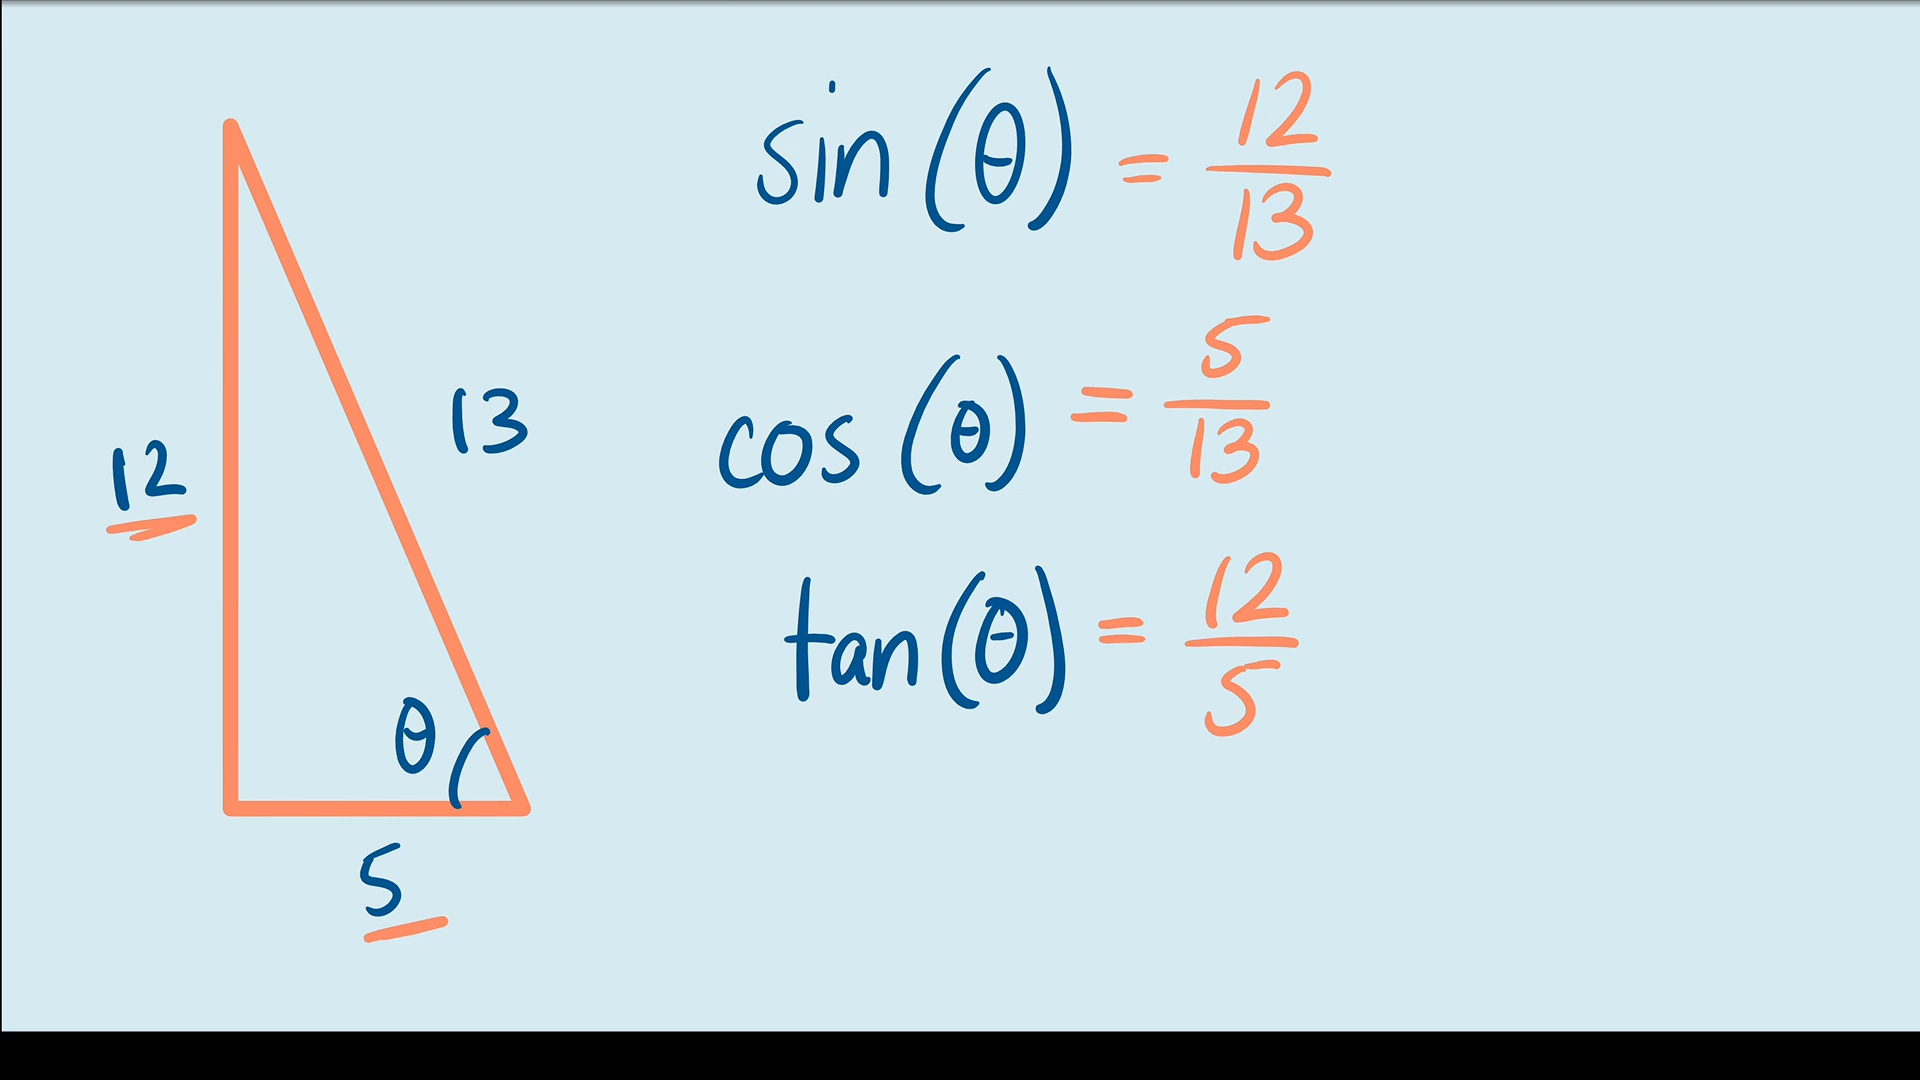 sin(θ) = 12/13
12
13
cos(θ) = 5/13
tan(θ) = 12/5
θ
5